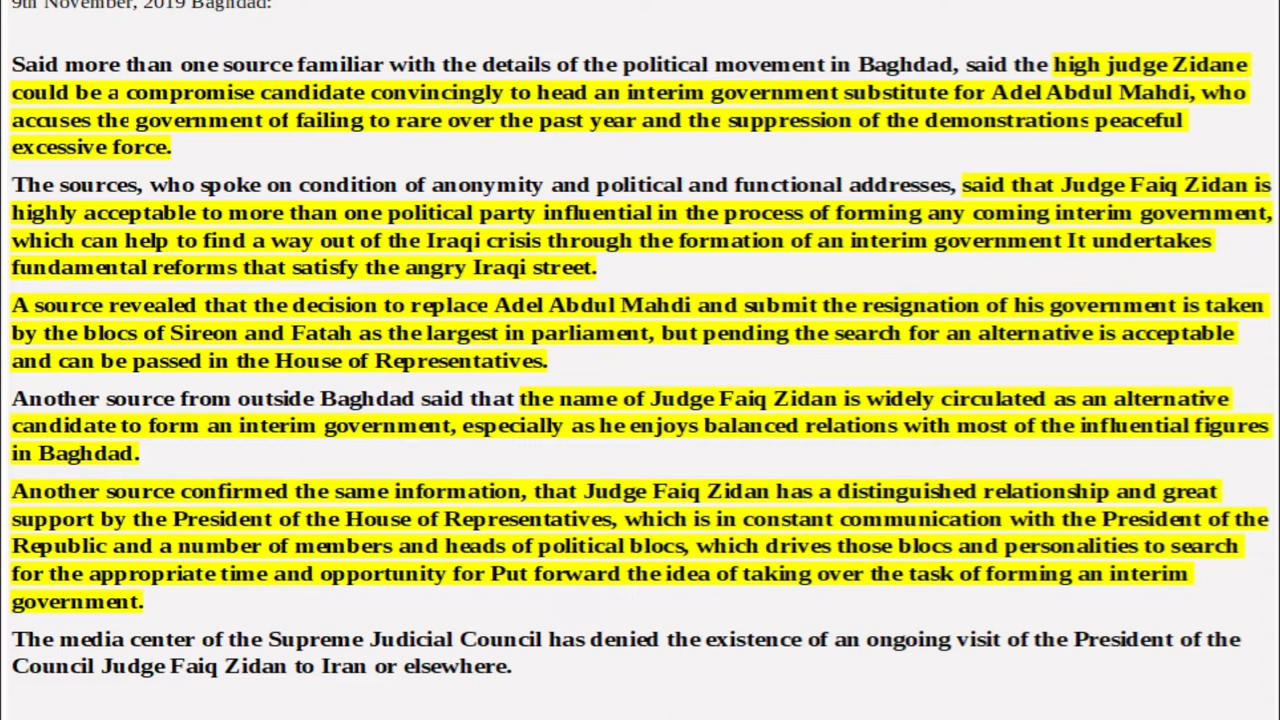 9th November, 2019 Baghdad:
Said more than one source familiar with the details of the political movement in Baghdad, said the high judge Zidane
could be a compromise candidate convincingly to head an interim government substitute for Adel Abdul Mahdi, who
accuses the government of failing to rare over the past year and the suppression of the demonstrations peaceful
excessive force.
The sources, who spoke on condition of anonymity and political and functional addresses, said that Judge Faiq Zidan is
highly acceptable to more than one political party influential in the process of forming any coming interim government,
which can help to find a way out of the Iraqi crisis through the formation of an interim government It undertakes
fundamental reforms that satisfy the angry Iraqi street.
A source revealed that the decision to replace Adel Abdul Mahdi and submit the resignation of his government is taken
by the blocs of Sireon and Fatah as the largest in parliament, but pending the search for an alternative is acceptable
and can be passed in the House of Representatives.
Another source from outside Baghdad said that the name of Judge Faiq Zidan is widely circulated as an alternative
candidate to form an interim government, especially as he enjoys balanced relations with most of the influential figures
in Baghdad.
Another source confirmed the same information, that Judge Faiq Zidan has a distinguished relationship and great
support by the President of the House of Representatives, which is in constant communication with the President of the
Republic and a number of members and heads of political blocs, which drives those blocs and personalities to search
for the appropriate time and opportunity for Put forward the idea of taking over the task of forming an interim
government.
The media center of the Supreme Judicial Council has denied the existence of an ongoing visit of the President of the
Council Judge Faiq Zidan to Iran or elsewhere.